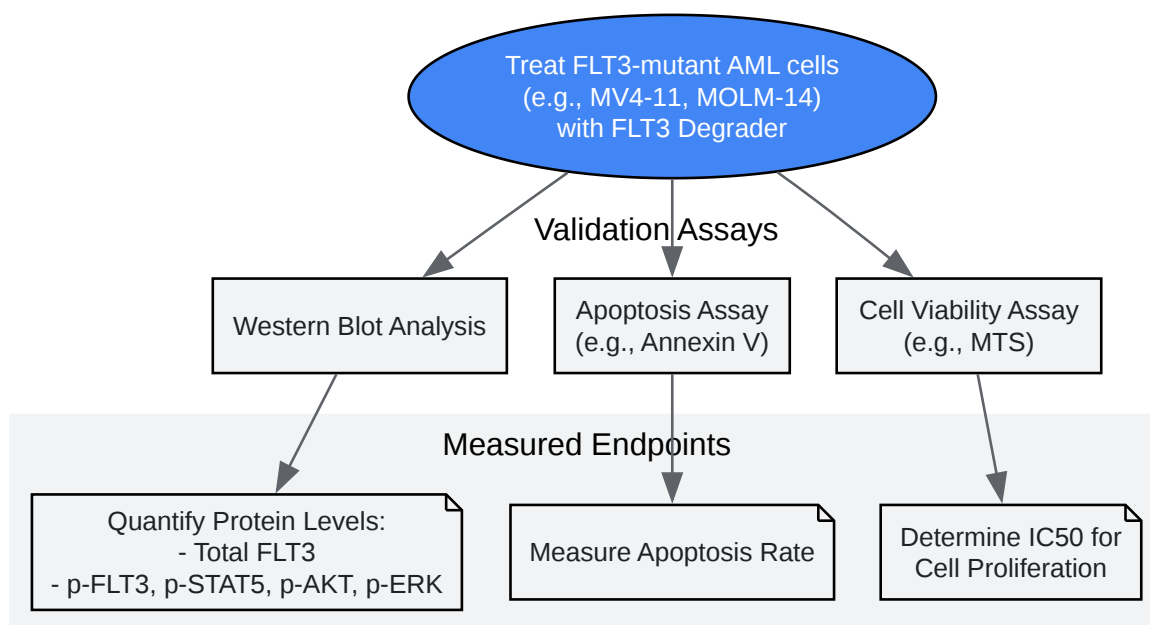 Treat FLT3-mutant AML cells
(e.g., MV4-11, MOLM-14)
with FLT3 Degrader
Validation Assays
Western Blot Analysis
Apoptosis Assay
(e.g., Annexin V)
Cell Viability Assay
(e.g., MTS)
Measured Endpoints
Quantify Protein Levels:
- Total FLT3
- p-FLT3, p-STAT5, p-AKT, p-ERK
Measure Apoptosis Rate
Determine IC50 for
Cell Proliferation